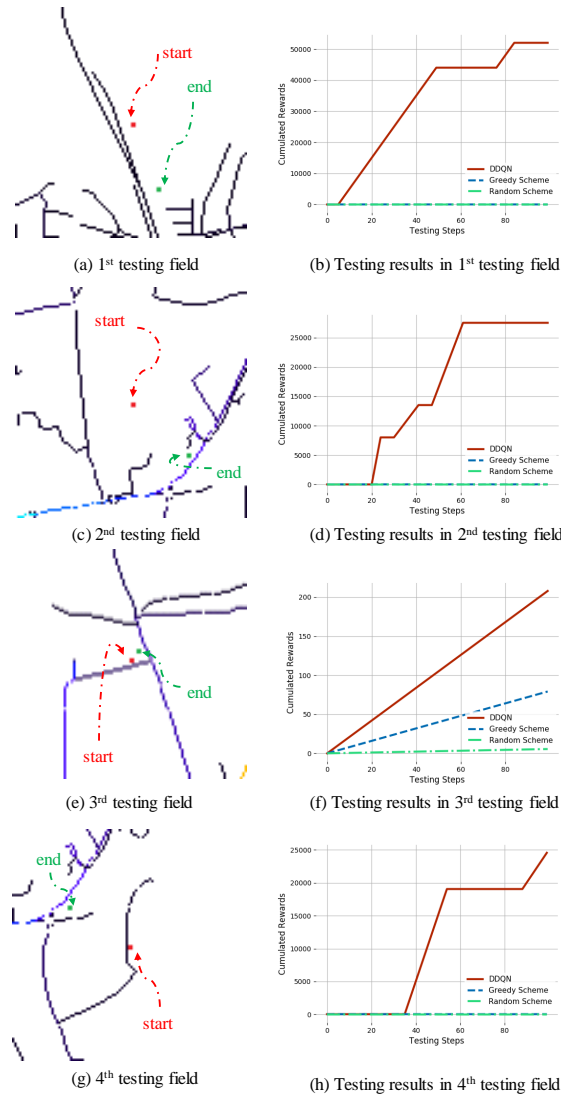 start
end
(a) 1st testing field
50000
40000
30000
20000
10000
0
Cumulated Rewards
DDQN
Greedy Scheme
Random Scheme
0 20 40 60 80
Testing Steps
(b) Testing results in 1st testing field
start
end
(c) 2nd testing field
25000
20000
15000
10000
5000
0
Cumulated Rewards
DDQN
Greedy Scheme
Random Scheme
0 20 40 60 80
Testing Steps
(d) Testing results in 2nd testing field
end
start
(e) 3rd testing field
200
150
100
50
0
Cumulated Rewards
DDQN
Greedy Scheme
Random Scheme
0 20 40 60 80
Testing Steps
(f) Testing results in 3rd testing field
end
start
(g) 4th testing field
25000
20000
15000
10000
5000
0
Cumulated Rewards
DDQN
Greedy Scheme
Random Scheme
0 20 40 60 80
Testing Steps
(h) Testing results in 4th testing field